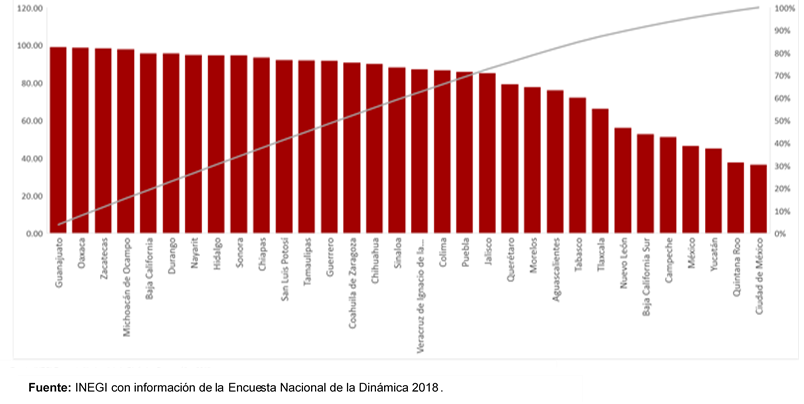 120.00
100.00
80.00
60.00
40.00
20.00
0.00
100%
90%
80%
70%
60%
50%
40%
30%
20%
10%
0%
Guanajuato
Oaxaca
Zacatecas
Michoacán de Ocampo
Baja California
Durango
Nayarit
Hidalgo
Sonora
Chiapas
San Luis Potosí
Tamaulipas
Guerrero
Coahuila de Zaragoza
Chihuahua
Sinaloa
Veracruz de Ignacio de la...
Colima
Puebla
Jalisco
Querétaro
Morelos
Aguascalientes
Tabasco
Tlaxcala
Nuevo León
Baja California Sur
Campeche
México
Yucatán
Quintana Roo
Ciudad de México
Fuente: INEGI con información de la Encuesta Nacional de la Dinámica 2018.